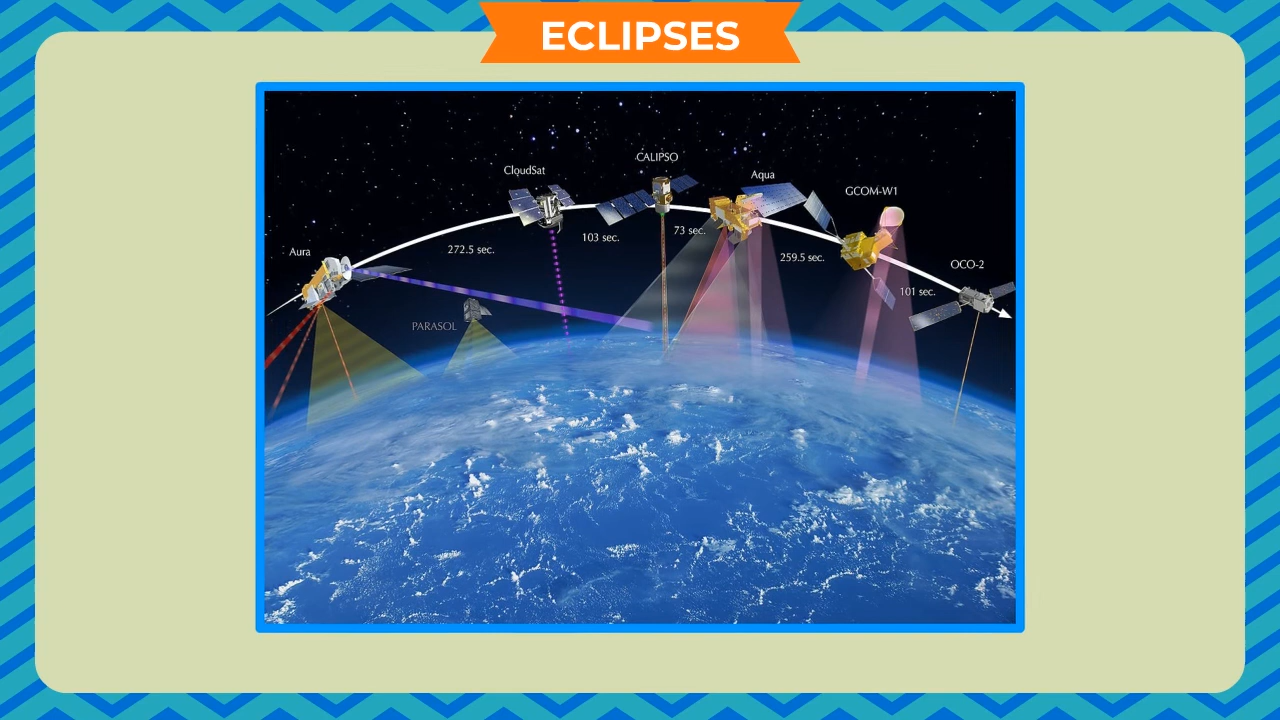 ECLIPSES
CALIPSO
CloudSat
Aqua
GCOM-W1
Aura
272.5 sec.
103 sec.
73 sec.
259.5 sec.
OCO-2
101 sec.
PARASOL